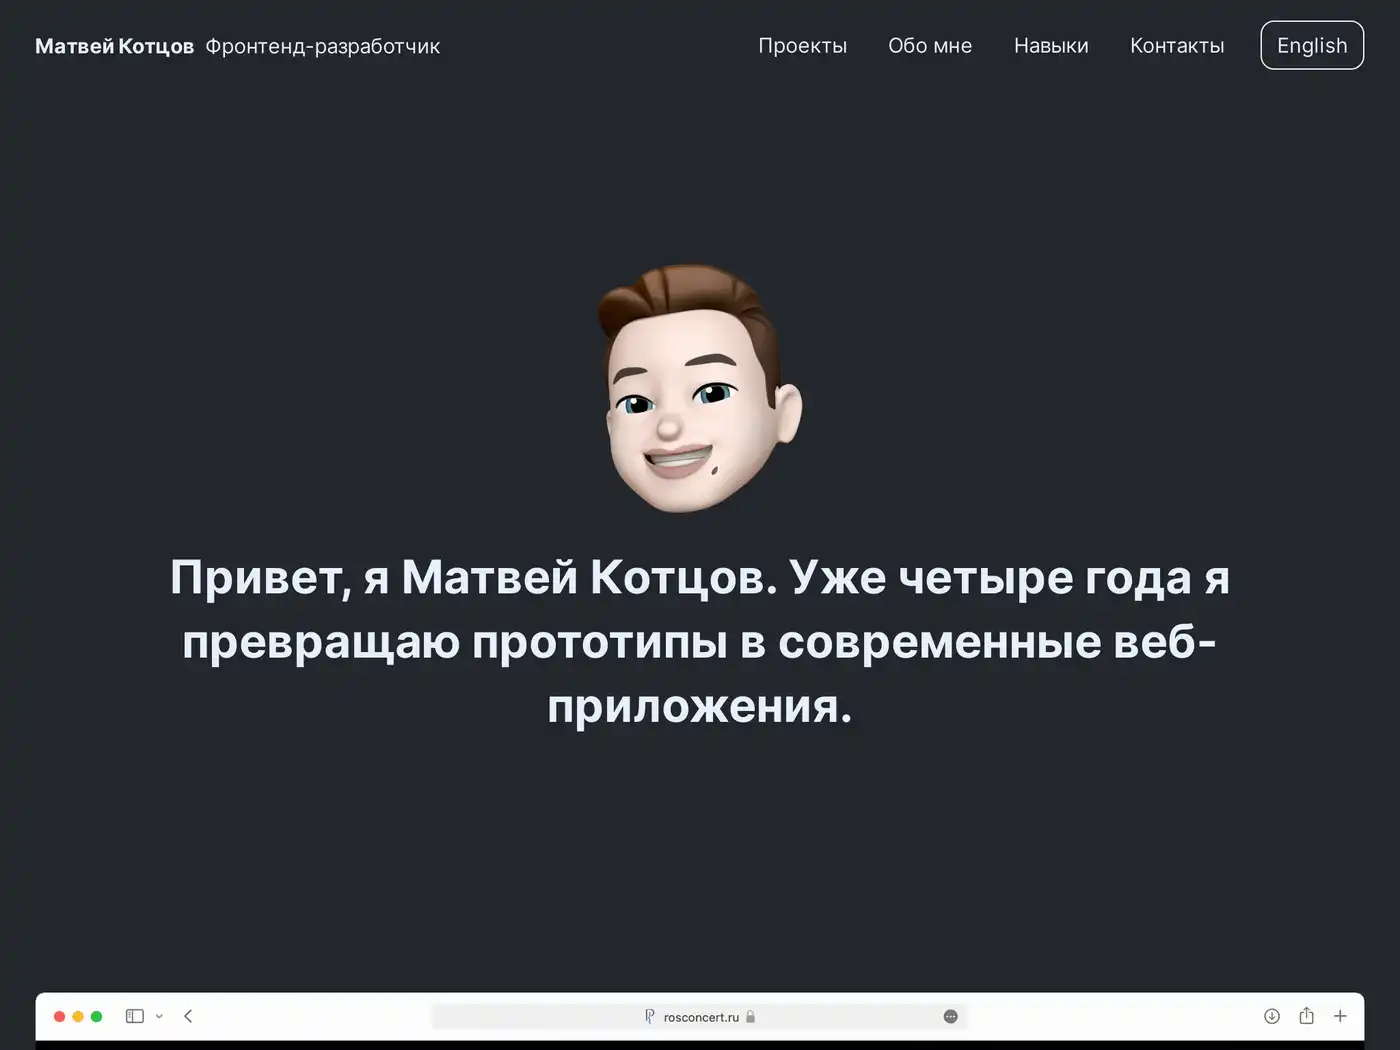 Матвей Котцов Фронтенд-разработчик
Проекты Обо мне Навыки Контакты English
Привет, я Матвей Котцов. Уже четыре года я
превращаю прототипы в современные веб-
приложения.
rosconcert.ru